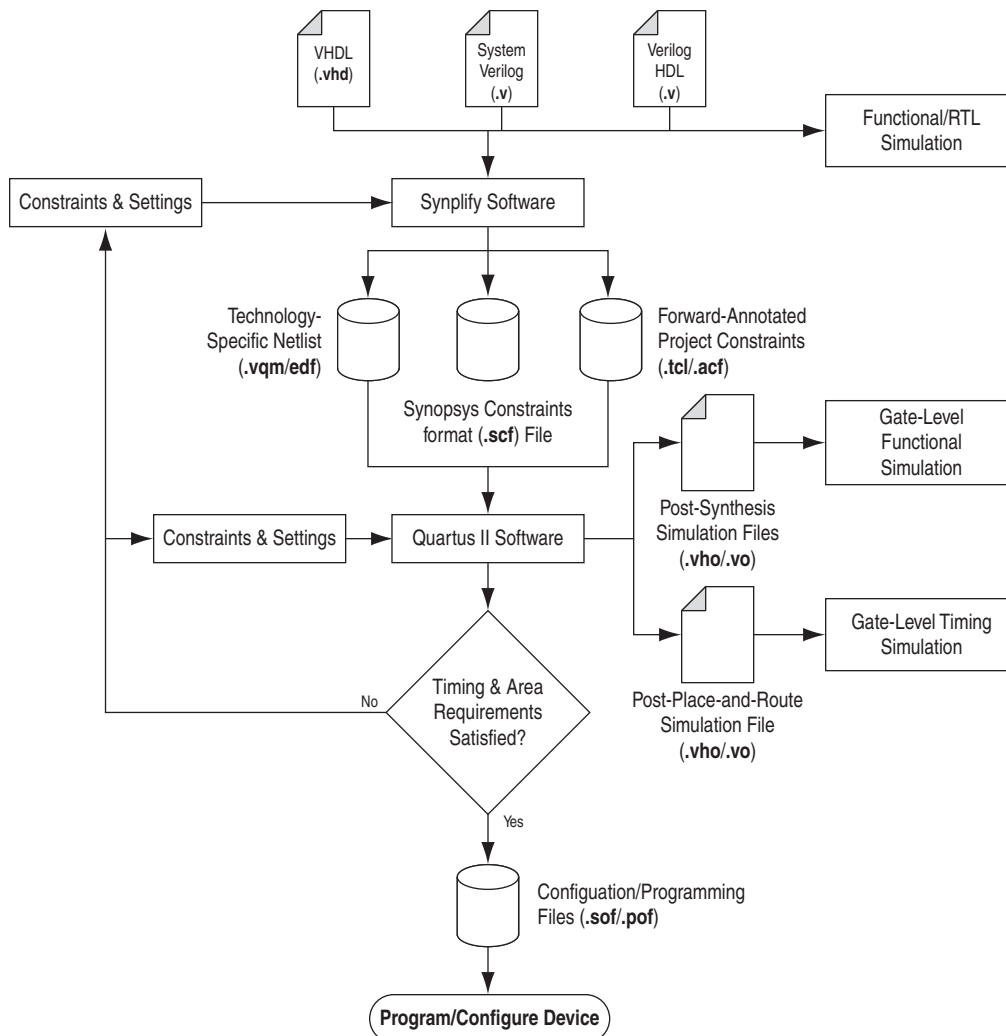 VHDL
(.vhd)
System
Verilog
(.v)
Verilog
HDL
(.v)
Functional/RTL
Simulation
Constraints & Settings
Synplify Software
Technology-
Specific Netlist
(.vqm/edf)
Forward-Annotated
Project Constraints
(.tcl/.acf)
Synopsys Constraints
format (.scf) File
Gate-Level
Functional
Simulation
Post-Synthesis
Simulation Files
(.vho/.vo)
Constraints & Settings
Quartus II Software
Gate-Level Timing
Simulation
Post-Place-and-Route
Simulation File
(.vho/.vo)
No
Timing & Area
Requirements
Satisfied?
Yes
Configuation/Programming
Files (.sof/.pof)
Program/Configure Device